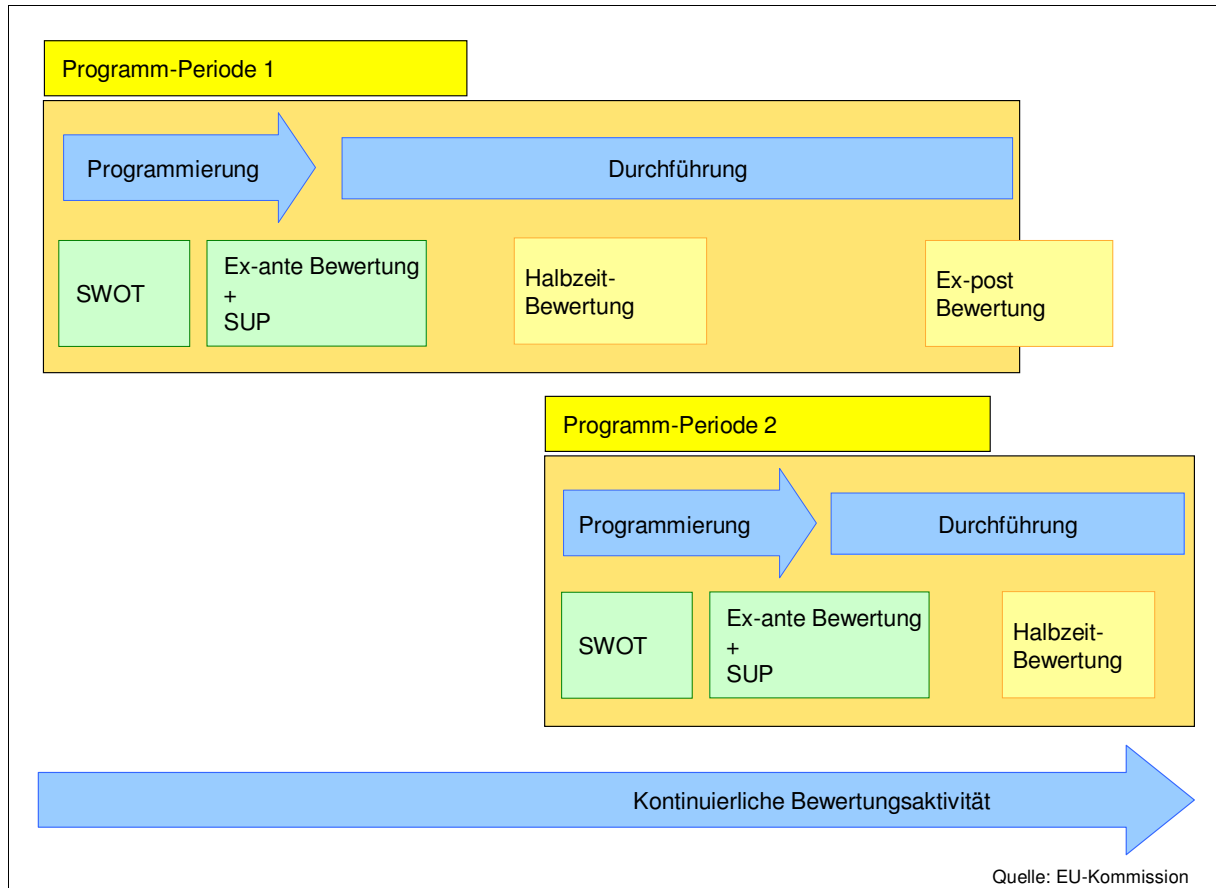 Programm-Periode 1
Programmierung
Durchführung
SWOT
Ex-ante Bewertung
+
SUP
Halbzeit-
Bewertung
Ex-post
Bewertung
Programm-Periode 2
Programmierung
Durchführung
SWOT
Ex-ante Bewertung
+
SUP
Halbzeit-
Bewertung
Kontinuierliche Bewertungsaktivität
Quelle: EU-Kommission